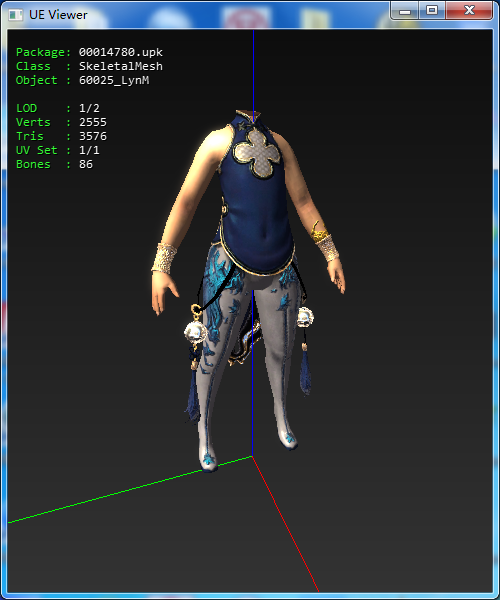 UE Viewer
Package: 00014780.upk
Class  : SkeletalMesh
Object : 60025_LynM
LOD    : 1/2
Verts  : 2555
Tris   : 3576
UV Set : 1/1
Bones  : 86